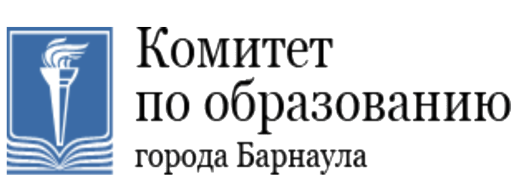 Комитет
по образованию
города Барнаула